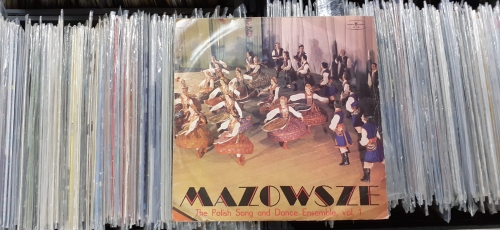 MAZOWSZE
The Polish Song and Dance Ensemble, vol. 1